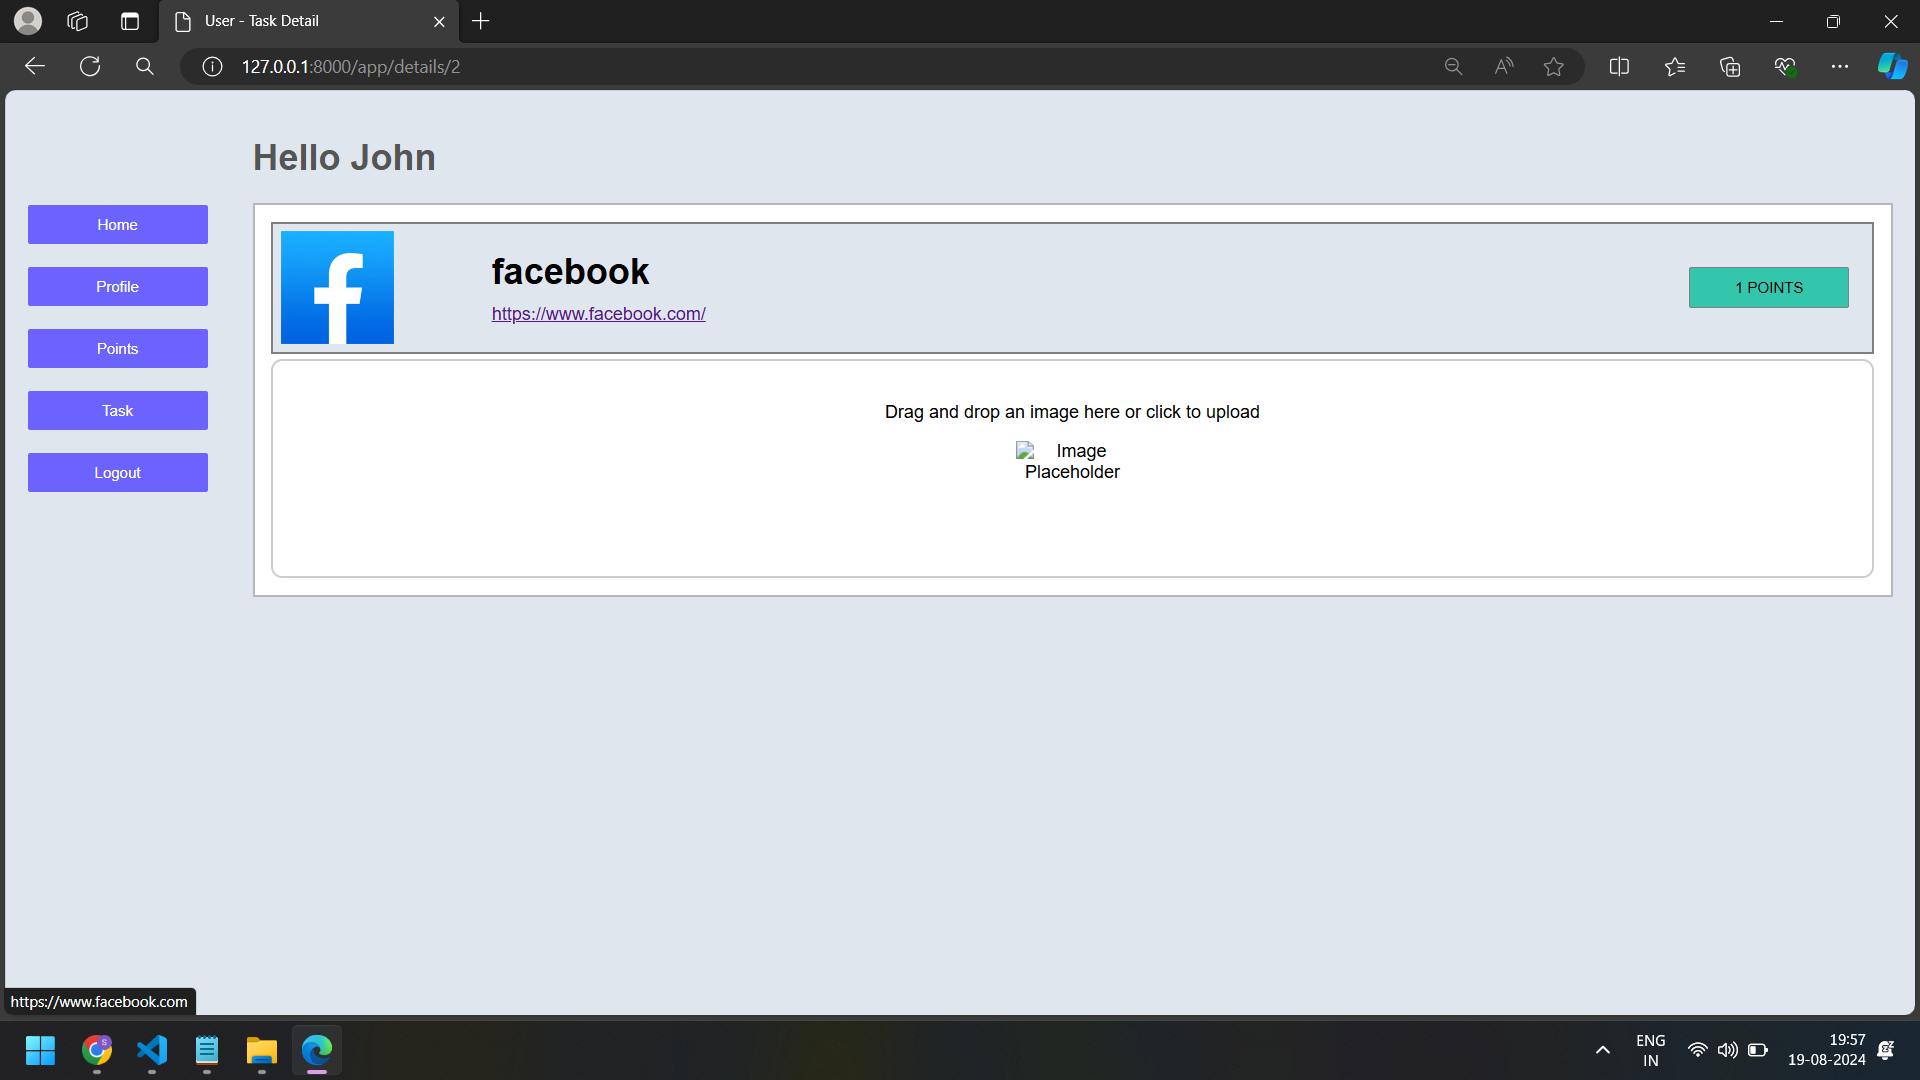 User - Task Detail
127.0.0.1:8000/app/details/2
Hello John
Home
Profile
Points
Task
Logout
facebook
https://www.facebook.com/
1 POINTS
Drag and drop an image here or click to upload
Image
Placeholder
https://www.facebook.com
ENG
IN
19:57
19-08-2024